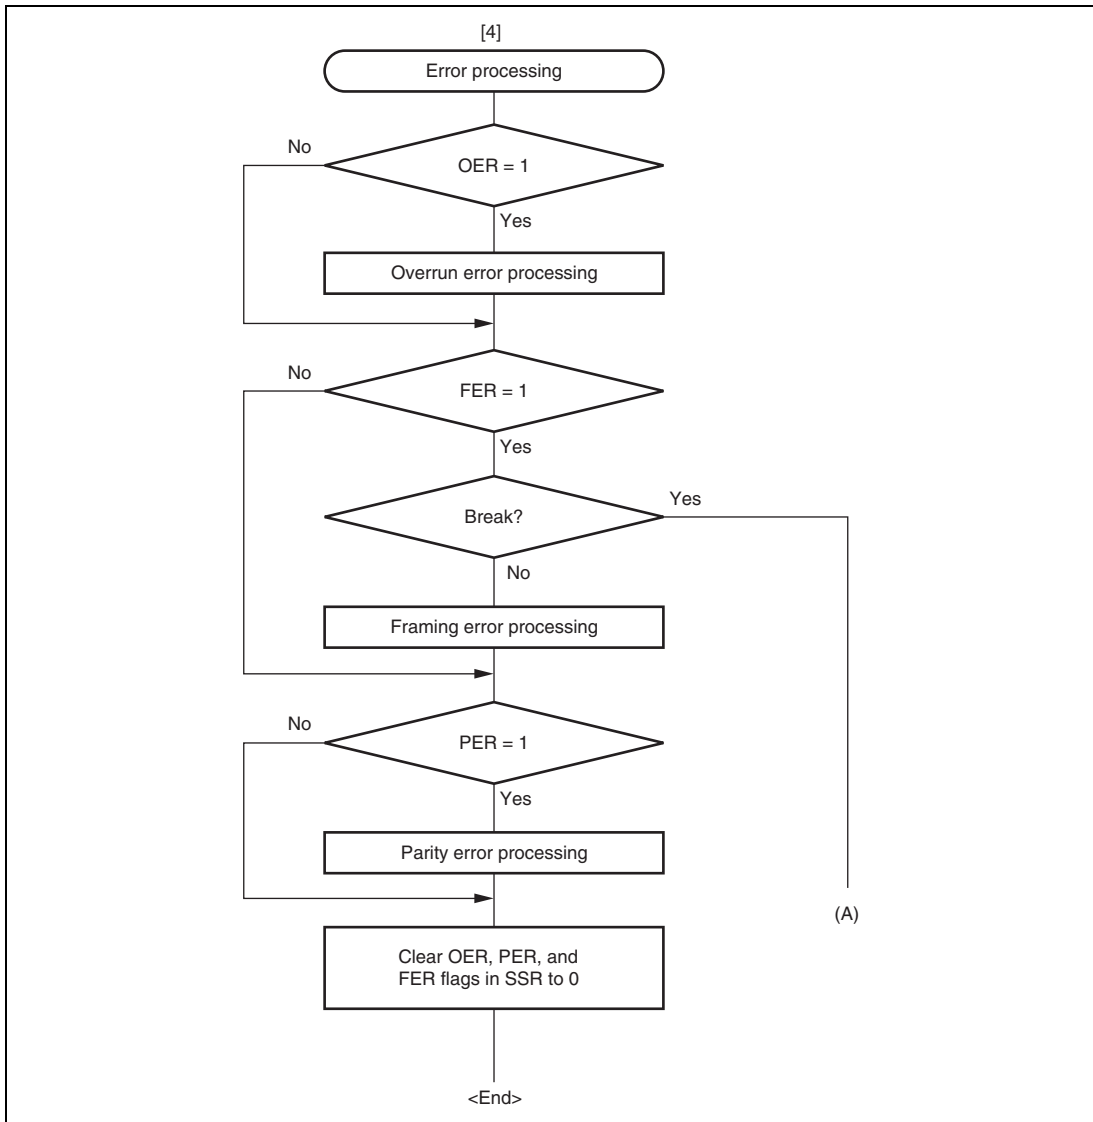 [4]
Error processing
No
OER = 1
Yes
Overrun error processing
No
FER = 1
Yes
Break?
Yes
No
Framing error processing
No
PER = 1
Yes
Parity error processing
(A)
Clear OER, PER, and
FER flags in SSR to 0
<End>